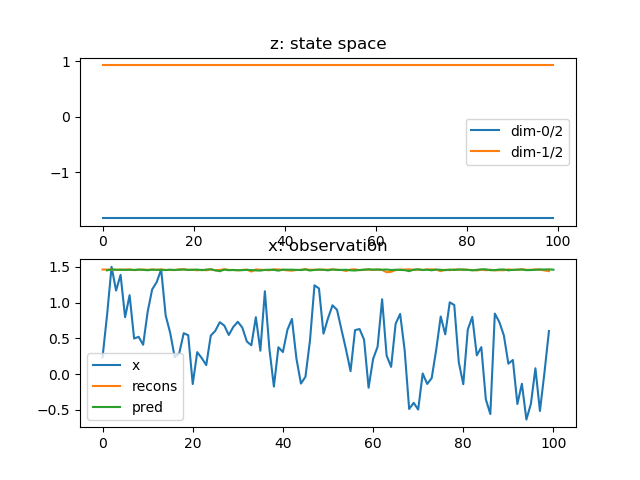 z: state space
1
0
−1
dim-0/2
dim-1/2
0 20 40 60 80 100
x: observation
1.5
1.0
0.5
0.0
−0.5
x
recons
pred
0 20 40 60 80 100